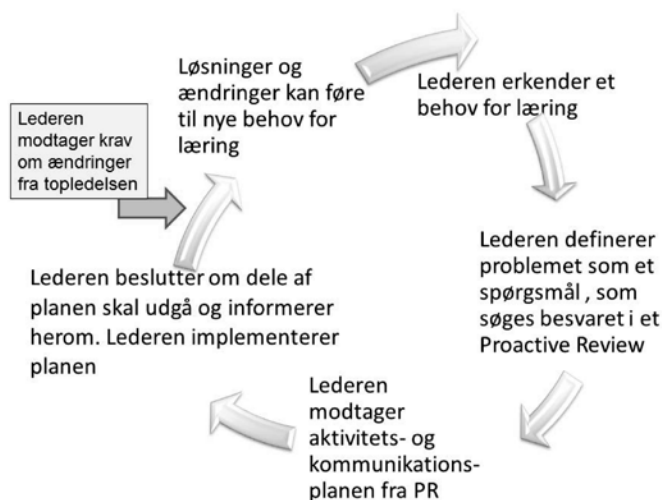 Løsninger og
ændringer kan føre
til nye behov for
læring
Lederen erkender et
behov for læring
Lederen
modtager krav
om ændringer
fra topledelsen
Lederen definerer
problemet som et
spørgsmål , som
søges besvaret i et
Proactive Review
Lederen beslutter om dele af
planen skal udgå og informerer
herom. Lederen implementerer
planen
Lederen
modtager
aktivitets- og
kommunikations-
planen fra PR